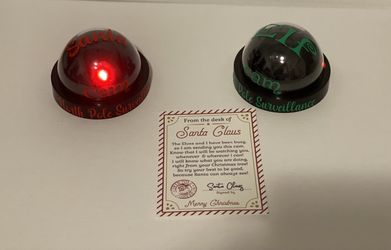 Santa
Cam
North Pole Surveillance
Elf
Cam
Pole Surveillance
From the desk of
Santa Claus
The Elves and I have been busy,
so I am sending you this cam.
Know that I will be watching you,
whenever & wherever I can!
I will know what you are doing,
right from your Christmas tree!
So try your best to be good,
because Santa can always see!
Santa Claus
Merry Christmas